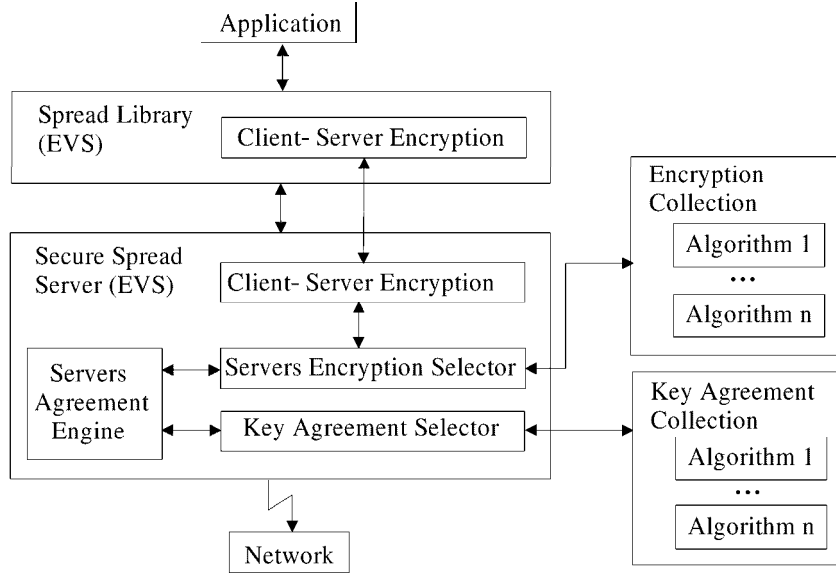 Application
Spread Library
(EVS)
Client- Server Encryption
Encryption
Collection
Algorithm 1
...
Algorithm n
Secure Spread
Server (EVS)
Client- Server Encryption
Servers
Agreement
Engine
Servers Encryption Selector
Key Agreement Selector
Key Agreement
Collection
Algorithm 1
...
Algorithm n
Network